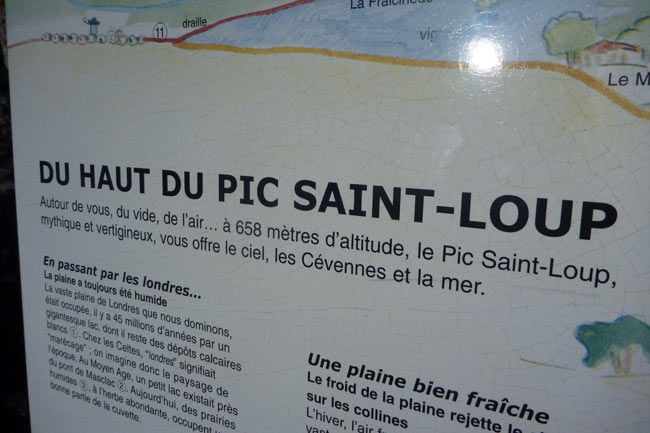 La Fraicinède
draille
11
vign
Le M
DU HAUT DU PIC SAINT-LOUP
Autour de vous, du vide, de l'air... à 658 mètres d'altitude, le Pic Saint-Loup,
mythique et vertigineux, vous offre le ciel, les Cévennes et la mer.
En passant par les londres...
La plaine a toujours été humide
La vaste plaine de Londres que nous dominons,
était occupée, il y a 45 millions d'années par un
gigantesque lac, dont il reste des dépôts calcaires
blancs ①. Chez les Celtes, "londres" signifiait
"marécage" : on imagine donc le paysage de
l'époque. Au Moyen Age, un petit lac existait près
du pont de Masclac ②. Aujourd'hui, des prairies
humides ③, à l'herbe abondante, occupent
bonne partie de la cuvette.
Une plaine bien fraîche
Le froid de la plaine rejette le
sur les collines
L'hiver, l'air f
vast